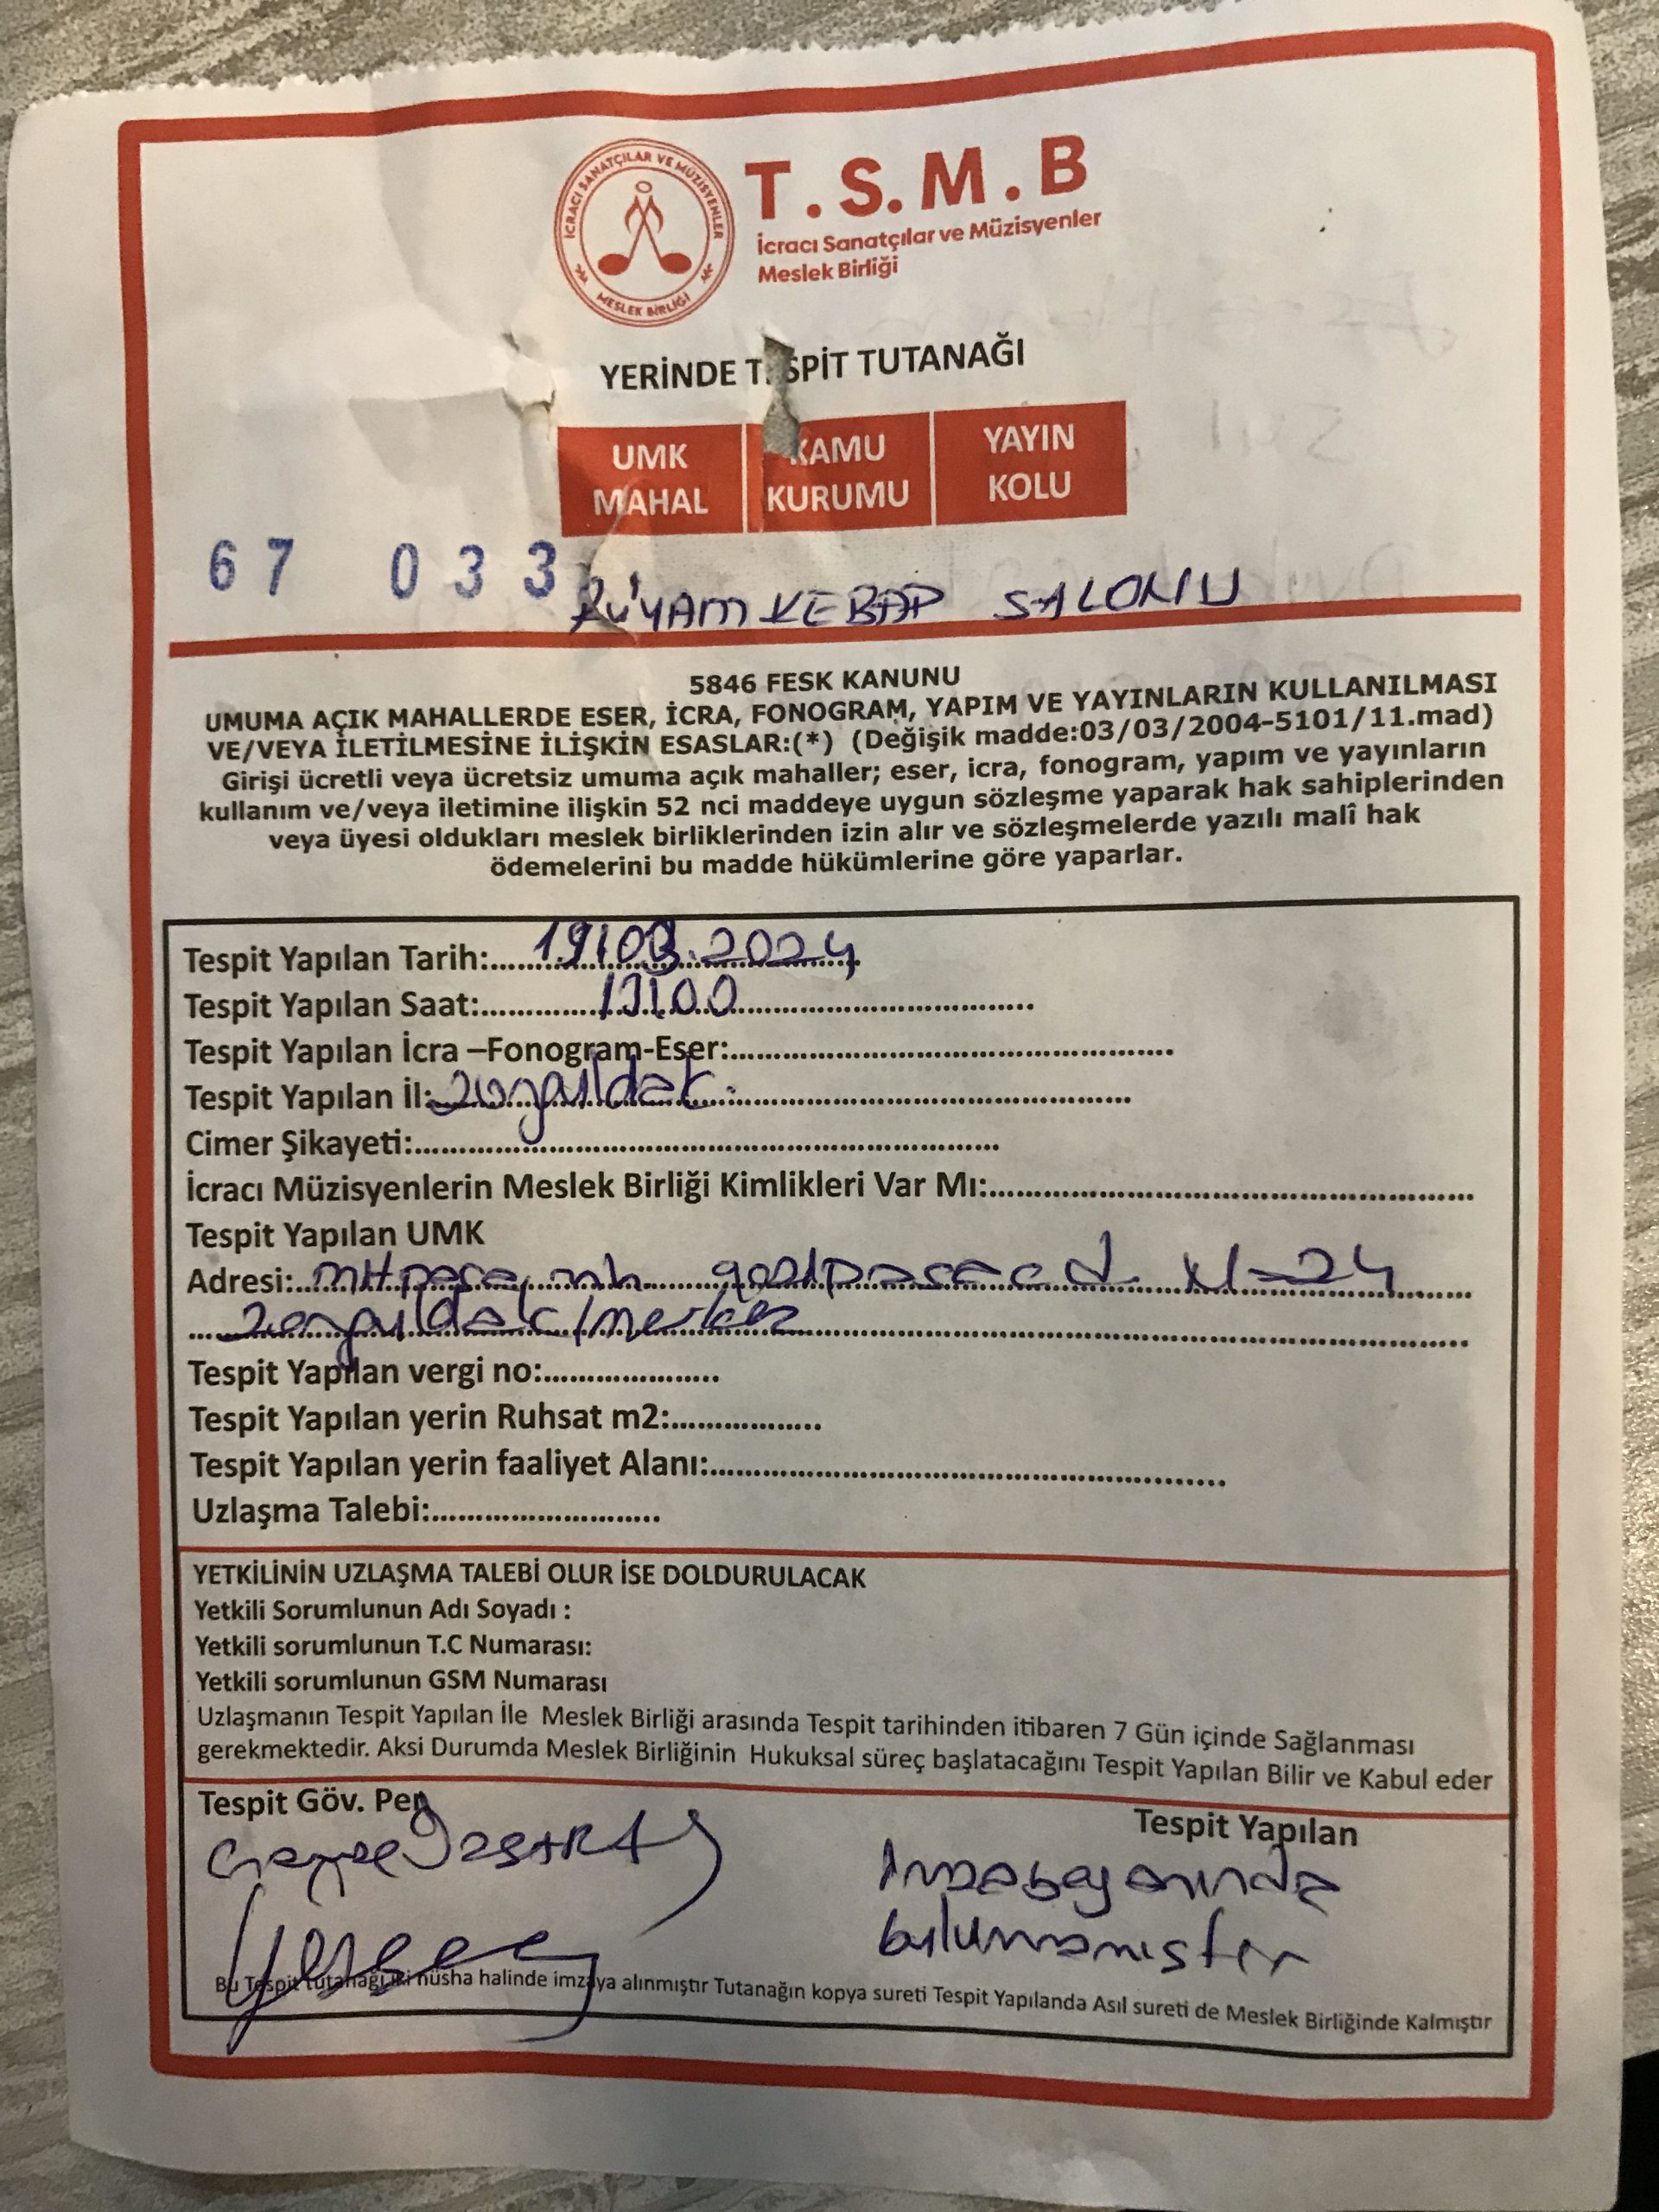 İCRACI SANATÇILAR VE MÜZİSYENLER
MESLEK BİRLİĞİ
T.S.M.B
İcracı Sanatçılar ve Müzisyenler
Meslek Birliği
YERİNDE T SPİT TUTANAĞI
UMK MAHAL
KAMU KURUMU
YAYIN KOLU
67 033
RÜYAM KEBAP SALONU
5846 FESK KANUNU
UMUMA AÇIK MAHALLERDE ESER, İCRA, FONOGRAM, YAPIM VE YAYINLARIN KULLANILMASI
VE/VEYA İLETİLMESİNE İLİŞKİN ESASLAR:(*) (Değişik madde:03/03/2004-5101/11.mad)
Girişi ücretli veya ücretsiz umuma açık mahaller; eser, icra, fonogram, yapım ve yayınların
kullanım ve/veya iletimine ilişkin 52 nci maddeye uygun sözleşme yaparak hak sahiplerinden
veya üyesi oldukları meslek birliklerinden izin alır ve sözleşmelerde yazılı malî hak
ödemelerini bu madde hükümlerine göre yaparlar.
Tespit Yapılan Tarih:......19/03.2024
Tespit Yapılan Saat:............
Tespit Yapılan İcra –Fonogram-Eser:............
Tespit Yapılan İl: zonguldak
Cimer Şikayeti:............
İcracı Müzisyenlerin Meslek Birliği Kimlikleri Var Mı:............
Tespit Yapılan UMK
Adresi: mitpaşa mh gazipaşa cd N-24
zonguldak/merkez
Tespit Yapılan vergi no:............
Tespit Yapılan yerin Ruhsat m2:............
Tespit Yapılan yerin faaliyet Alanı:............
Uzlaşma Talebi:............
YETKİLİNİN UZLAŞMA TALEBİ OLUR İSE DOLDURULACAK
Yetkili Sorumlunun Adı Soyadı :
Yetkili sorumlunun T.C Numarası:
Yetkili sorumlunun GSM Numarası
Uzlaşmanın Tespit Yapılan İle Meslek Birliği arasında Tespit tarihinden itibaren 7 Gün içinde Sağlanması
gerekmektedir. Aksi Durumda Meslek Birliğinin Hukuksal süreç başlatacağını Tespit Yapılan Bilir ve Kabul eder
Tespit Göv. Per
Tespit Yapılan
İmzabeyanında
bulunmamıştır
Bu Tespit Tutanağı iki nüsha halinde imzaya alınmıştır Tutanağın kopya sureti Tespit Yapılanda Asıl sureti de Meslek Birliğinde Kalmıştır